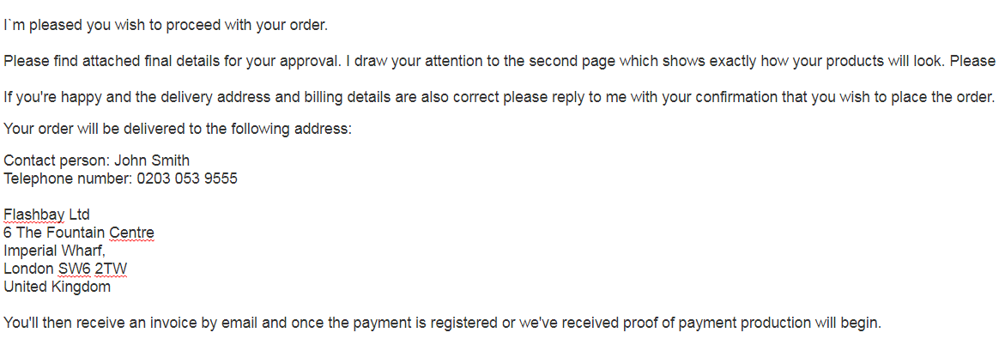 I`m pleased you wish to proceed with your order.
Please find attached final details for your approval. I draw your attention to the second page which shows exactly how your products will look. Please
If you're happy and the delivery address and billing details are also correct please reply to me with your confirmation that you wish to place the order.
Your order will be delivered to the following address:
Contact person: John Smith
Telephone number: 0203 053 9555
Flashbay Ltd
6 The Fountain Centre
Imperial Wharf,
London SW6 2TW
United Kingdom
You'll then receive an invoice by email and once the payment is registered or we've received proof of payment production will begin.